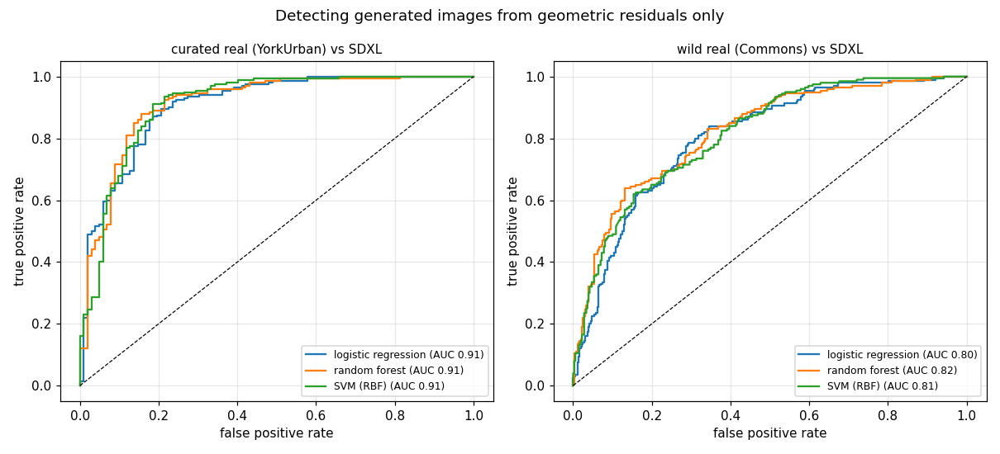 Detecting generated images from geometric residuals only
curated real (YorkUrban) vs SDXL
true positive rate
1.0
0.8
0.6
0.4
0.2
0.0
logistic regression (AUC 0.91)
random forest (AUC 0.91)
SVM (RBF) (AUC 0.91)
0.0 0.2 0.4 0.6 0.8 1.0
false positive rate
wild real (Commons) vs SDXL
true positive rate
1.0
0.8
0.6
0.4
0.2
0.0
logistic regression (AUC 0.80)
random forest (AUC 0.82)
SVM (RBF) (AUC 0.81)
0.0 0.2 0.4 0.6 0.8 1.0
false positive rate